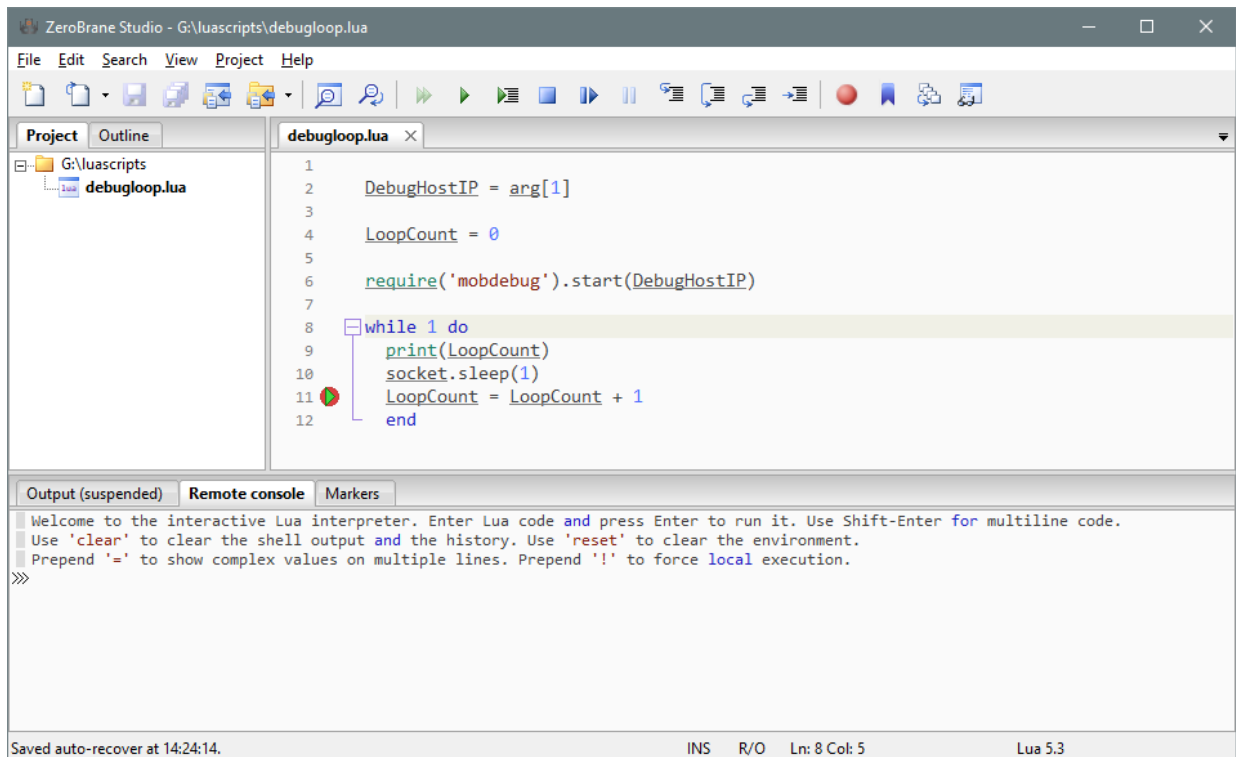 ZeroBrane Studio - G:\luascripts\debugloop.lua
File Edit Search View Project Help
Project Outline
debugloop.lua
G:\luascripts
lua debugloop.lua
1
2 DebugHostIP = arg[1]
3
4 LoopCount = 0
5
6 require('mobdebug').start(DebugHostIP)
7
8 while 1 do
9 print(LoopCount)
10 socket.sleep(1)
11 LoopCount = LoopCount + 1
12 end
Output (suspended) Remote console Markers
Welcome to the interactive Lua interpreter. Enter Lua code and press Enter to run it. Use Shift-Enter for multiline code.
Use 'clear' to clear the shell output and the history. Use 'reset' to clear the environment.
Prepend '=' to show complex values on multiple lines. Prepend '!' to force local execution.
>>>
Saved auto-recover at 14:24:14. INS R/O Ln: 8 Col: 5 Lua 5.3